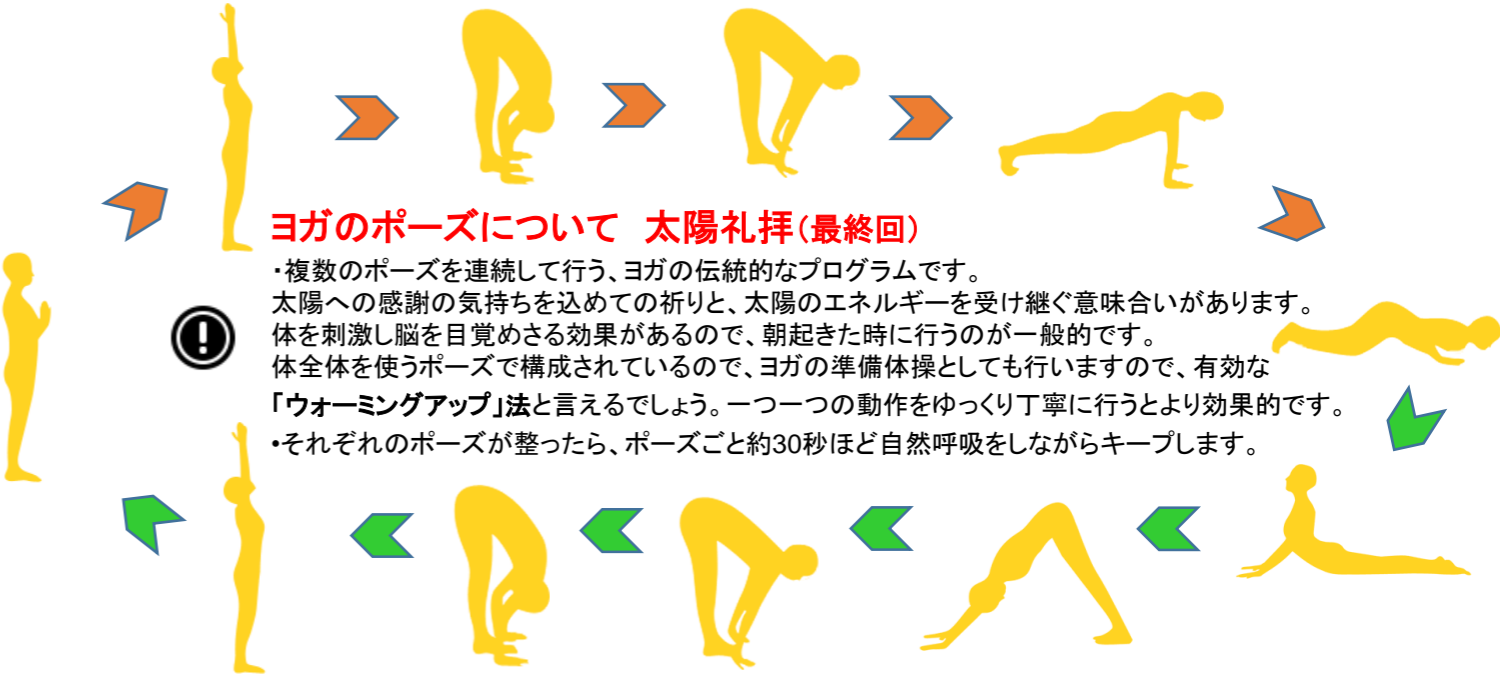 ヨガのポーズについて　太陽礼拝（最終回）
・複数のポーズを連続して行う、ヨガの伝統的なプログラムです。
太陽への感謝の気持ちを込めての祈りと、太陽のエネルギーを受け継ぐ意味合いがあります。
体を刺激し脳を目覚めさる効果があるので、朝起きた時に行うのが一般的です。
体全体を使うポーズで構成されているので、ヨガの準備体操としても行いますので、有効な
「ウォーミングアップ」法と言えるでしょう。一つ一つの動作をゆっくり丁寧に行うとより効果的です。
•それぞれのポーズが整ったら、ポーズごと約30秒ほど自然呼吸をしながらキープします。